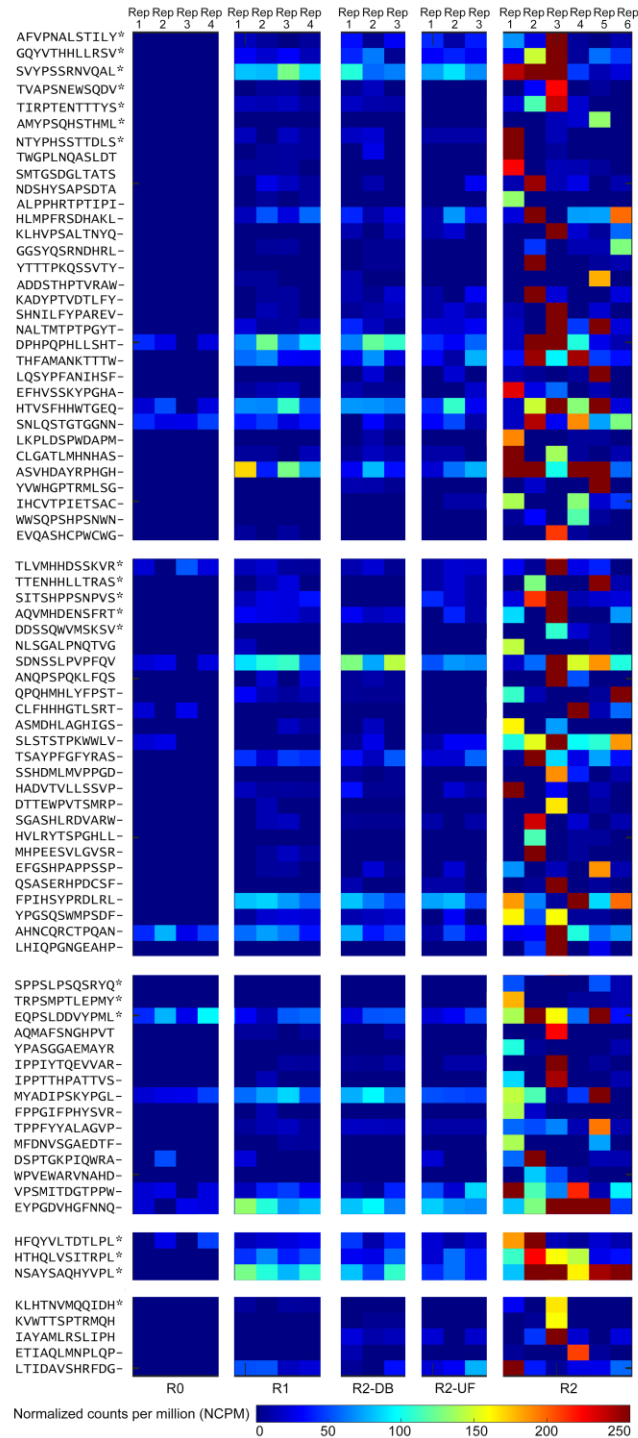 Rep Rep Rep Rep Rep Rep Rep Rep Rep Rep Rep Rep Rep Rep Rep Rep Rep Rep Rep Rep
1 2 3 4 1 2 3 4 1 2 3 1 2 3 1 2 3 4 5 6
AFVPNALSTILY*
GQYVTHHLLRSV*
SVYPSSRNVQAL*
TVAPSNEWSQDV*
TIRPTENTTTYS*
AMYPSQHSTHML*
NTYPHSSTTDLS*
TWGPLNQASLDT
SMTGSDGLTATS
NDSHYSAPSDTA
ALPPHRTPTIPI-
HLMPFRSDHAKL-
KLHVPSALTNYQ-
GGSYQSRNDHRL-
YTTTPKQSSVTY-
ADDSTHPTVRAW-
KADYPTVDTLFY-
SHNILFYPAREV-
NALTMTPTPGYT-
DPHPQPHLLSHT-
THFAMANKTTTW-
LQSYPFANIHSF-
EFHVSSKYPGHA-
HTVSFHHWTGEQ-
SNLQSTGTGGNN-
LKPLDSPWDAPM-
CLGATLMHNHAS-
ASVHDAYRPHGH-
YVWHGPTRMLSG-
IHCVTPIETSAC-
WWSQPSHPSNWN-
EVQASHCPWCWG-
TLVMHHDSSKVR*
TTENHHLLTRAS*
SITSHPPSNPVS*
AQVMHDENSFRT*
DDSSQWVMSKSV*
NLSGALPNQTVG
SDNSSLPVPFQV
ANQPSPQKLFQS
QPQHMHLYFPST-
CLFHHHGTLSRT-
ASMDHLAGHIGS-
SLSTSTPKWWLV-
TSAYPFGFYRAS-
SSHDMLMVPPGD-
HADVTVLLSSVP-
DTTEWPVTSMRP-
SGASHLRDVARW-
HVLRYTSPGHLL-
MHPEESVLGVSR-
EFGSHPAPPSSP-
QSASERHPDCSF-
FPIHSYPRDLRL-
YPGSQSWMPSDF-
AHNCQRCTPQAN-
LHIQPGNGEAHP-
SPPSLPSQSRYQ*
TRPSMPTLEPMY*
EQPSLDDVYPML*
AQMAFSNGHPVT
YPASGGAEMAYR
IPPIYTQEVVAR-
IPPTTHPATTVS-
MYADIPSKYPGL-
FPPGIFPHYSVR-
TPPFYYALAGVP-
MFDNVSGAEDTF-
DSPTGKPIQWRA-
WPVEWARVNAHD-
VPSMITDGTPPW-
EYPGDVHGFNNQ-
HFQYVLTDTLPL*
HTHQLVSITRPL*
NSAYSAQHYVPL*
KLHTNVMQQIDH*
KVWTTSPTRMQH
IAYAMLRSLIPH
ETIAQLMNPLQP-
LTIDAVSHRFDG-
R0 R1 R2-DB R2-UF R2
Normalized counts per million (NCPM)
0 50 100 150 200 250